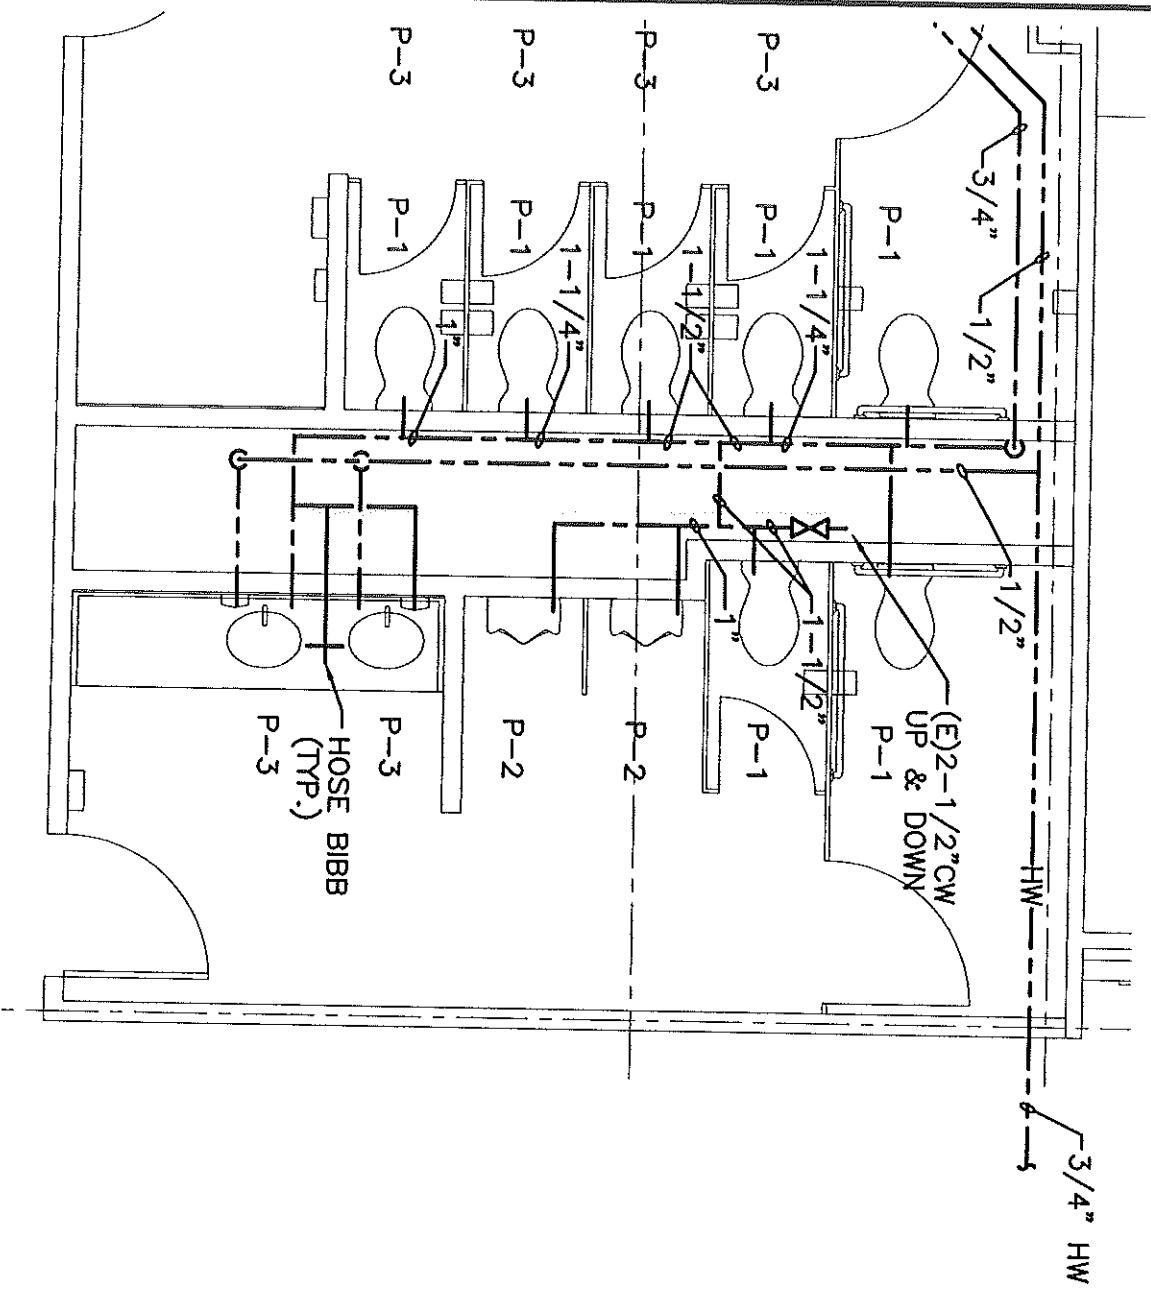 P-3
P-3
P-3
P-3
3/4"
1/2"
P-1
P-1
P-1
P-1
P-1
1"
1-1/4"
1-1/2"
1-1/4"
1/2"
1"
1-1/2"
(E)2-1/2"CW
UP & DOWN
P-1
P-1
P-2
P-2
P-3
P-3
HOSE BIBB
(TYP.)
HW
3/4" HW